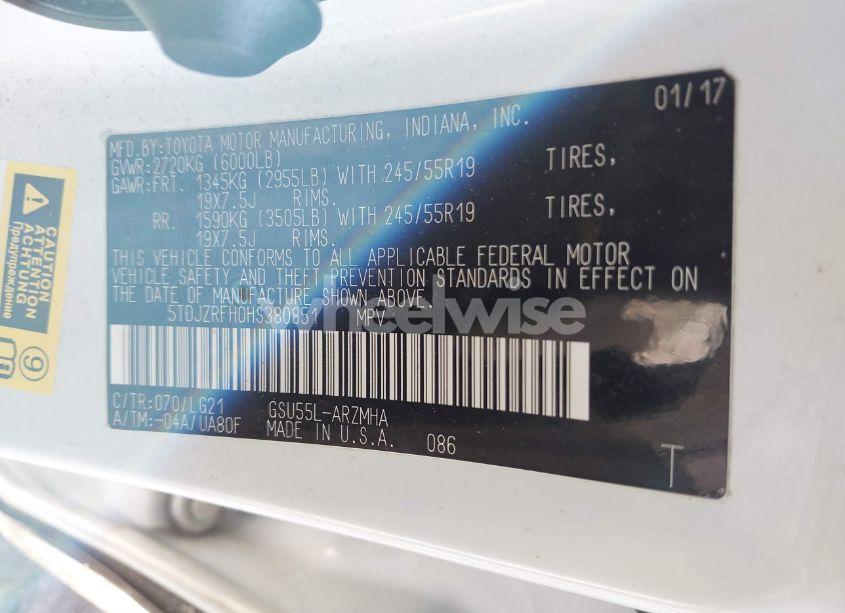 01/17
MFD.BY:TOYOTA MOTOR MANUFACTURING, INDIANA, INC.
GVWR:2720KG (6000LB)
GAWR:FRT. 1345KG (2955LB) WITH 245/55R19 TIRES,
19X7.5J RIMS.
RR. 1590KG (3505LB) WITH 245/55R19 TIRES,
19X7.5J RIMS.
THIS VEHICLE CONFORMS TO ALL APPLICABLE FEDERAL MOTOR
VEHICLE SAFETY AND THEFT PREVENTION STANDARDS IN EFFECT ON
THE DATE OF MANUFACTURE SHOWN ABOVE.
5TDJZRFH0HS380851 MPV
C/TR:070/LG21 GSU55L-ARZMHA
A/TM:-04A/UA80F MADE IN U.S.A. 086
T
CAUTION
ATTENTION
ACHTUNG
Предупреждение
9
wheelwise